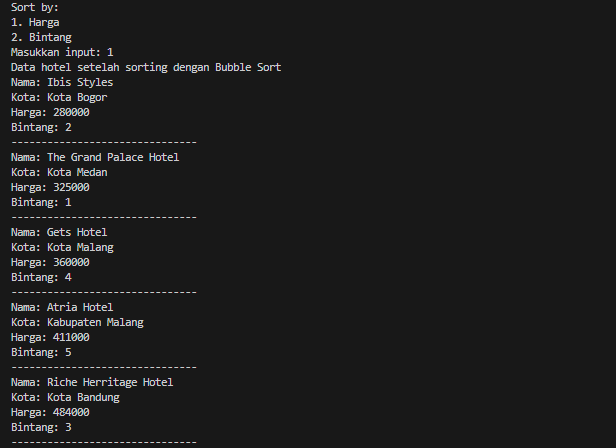 Sort by:
1. Harga
2. Bintang
Masukkan input: 1
Data hotel setelah sorting dengan Bubble Sort
Nama: Ibis Styles
Kota: Kota Bogor
Harga: 280000
Bintang: 2
-------------------------------
Nama: The Grand Palace Hotel
Kota: Kota Medan
Harga: 325000
Bintang: 1
-------------------------------
Nama: Gets Hotel
Kota: Kota Malang
Harga: 360000
Bintang: 4
-------------------------------
Nama: Atria Hotel
Kota: Kabupaten Malang
Harga: 411000
Bintang: 5
-------------------------------
Nama: Riche Herritage Hotel
Kota: Kota Bandung
Harga: 484000
Bintang: 3
-------------------------------